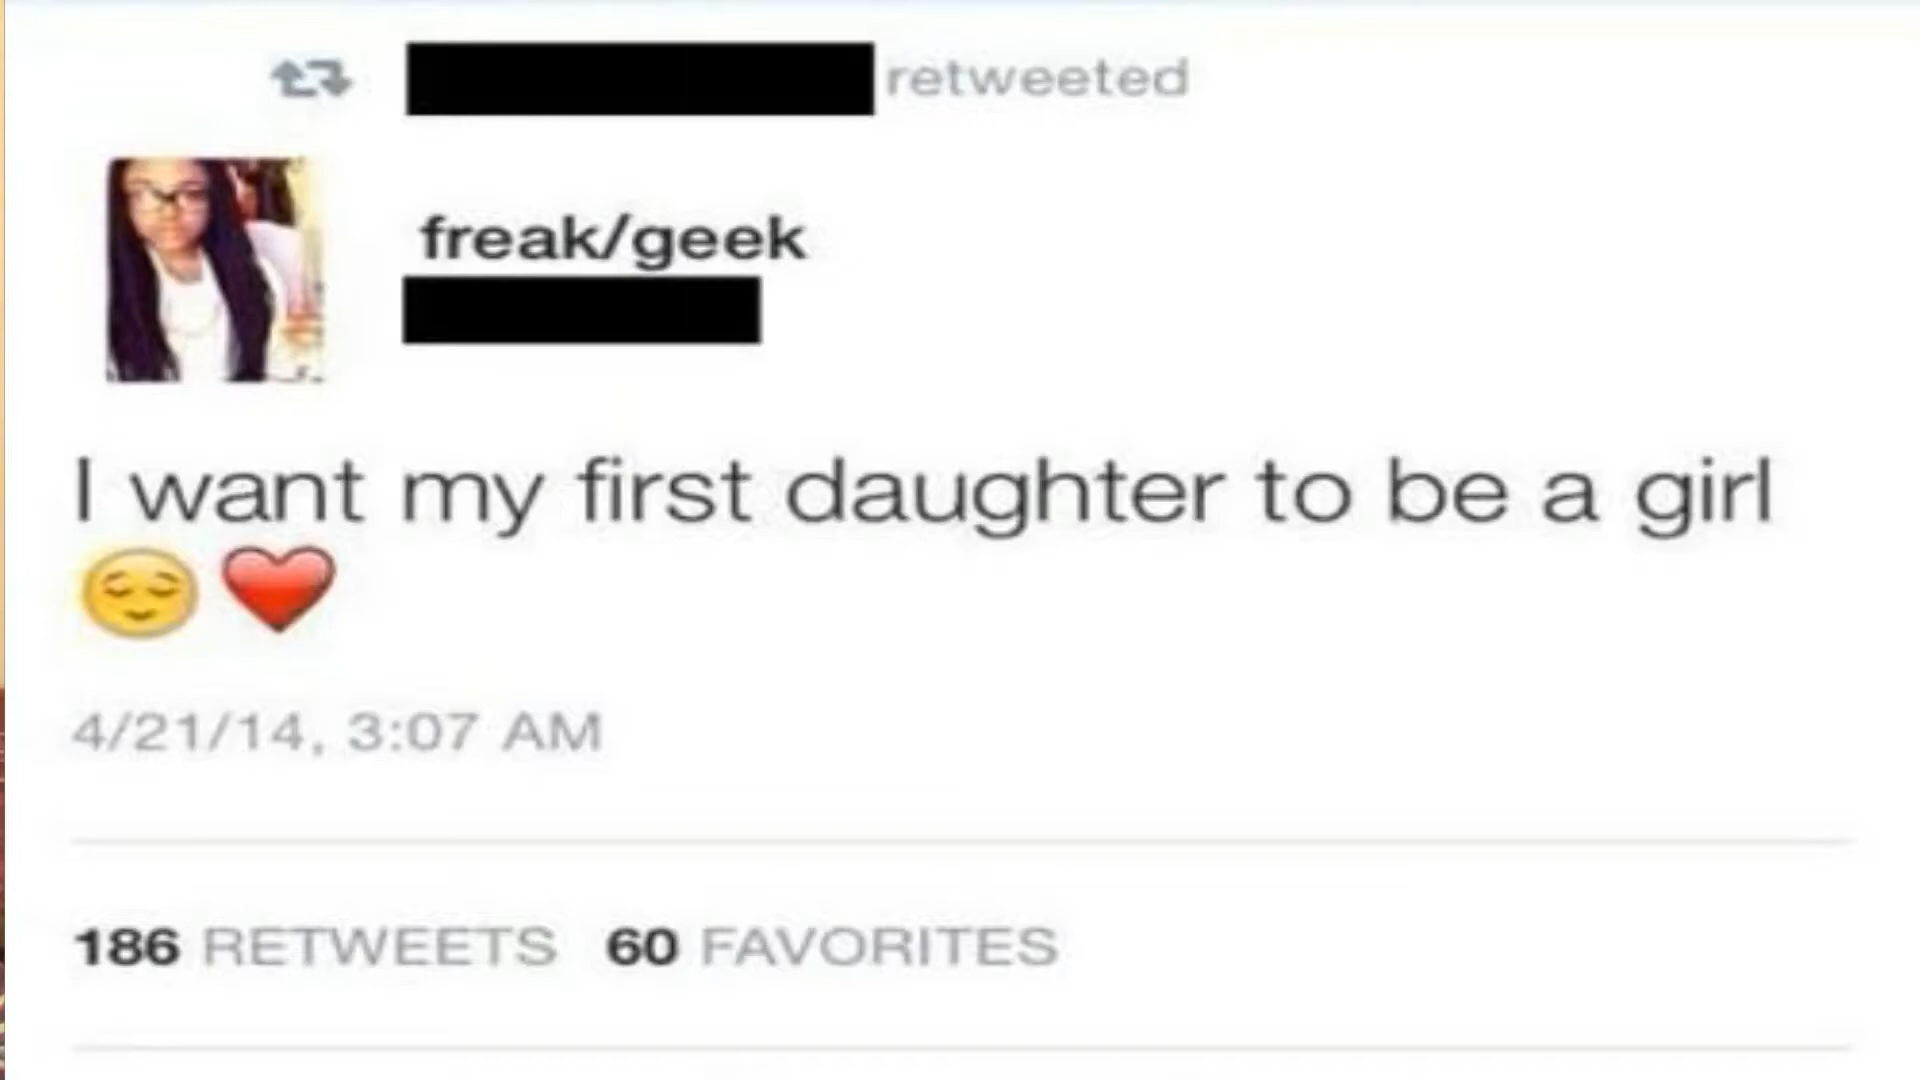 retweeted
freak/geek
I want my first daughter to be a girl
😌 ❤️
4/21/14, 3:07 AM
186 RETWEETS 60 FAVORITES